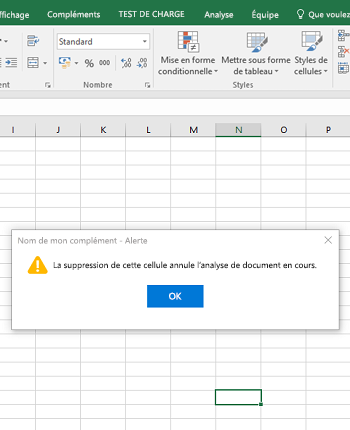 ffichage Compléments TEST DE CHARGE Analyse Équipe Que voulez
Standard
% 000
Mise en forme conditionnelle
Mettre sous forme de tableau
Styles de cellules
ent Nombre Styles
I J K L M N O P
Nom de mon complément - Alerte
La suppression de cette cellule annule l'analyse de document en cours.
OK